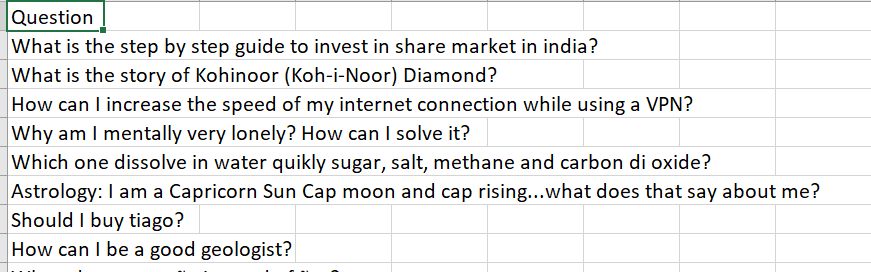 Question
What is the step by step guide to invest in share market in india?
What is the story of Kohinoor (Koh-i-Noor) Diamond?
How can I increase the speed of my internet connection while using a VPN?
Why am I mentally very lonely? How can I solve it?
Which one dissolve in water quikly sugar, salt, methane and carbon di oxide?
Astrology: I am a Capricorn Sun Cap moon and cap rising...what does that say about me?
Should I buy tiago?
How can I be a good geologist?